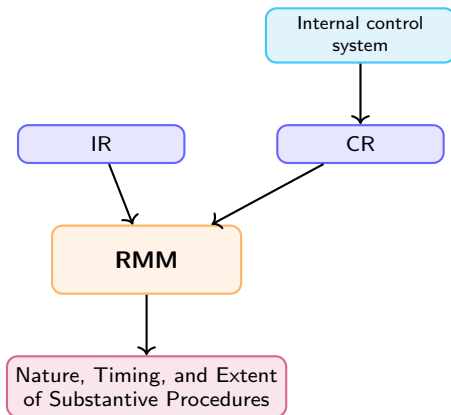 Internal control
system
IR
CR
RMM
Nature, Timing, and Extent
of Substantive Procedures